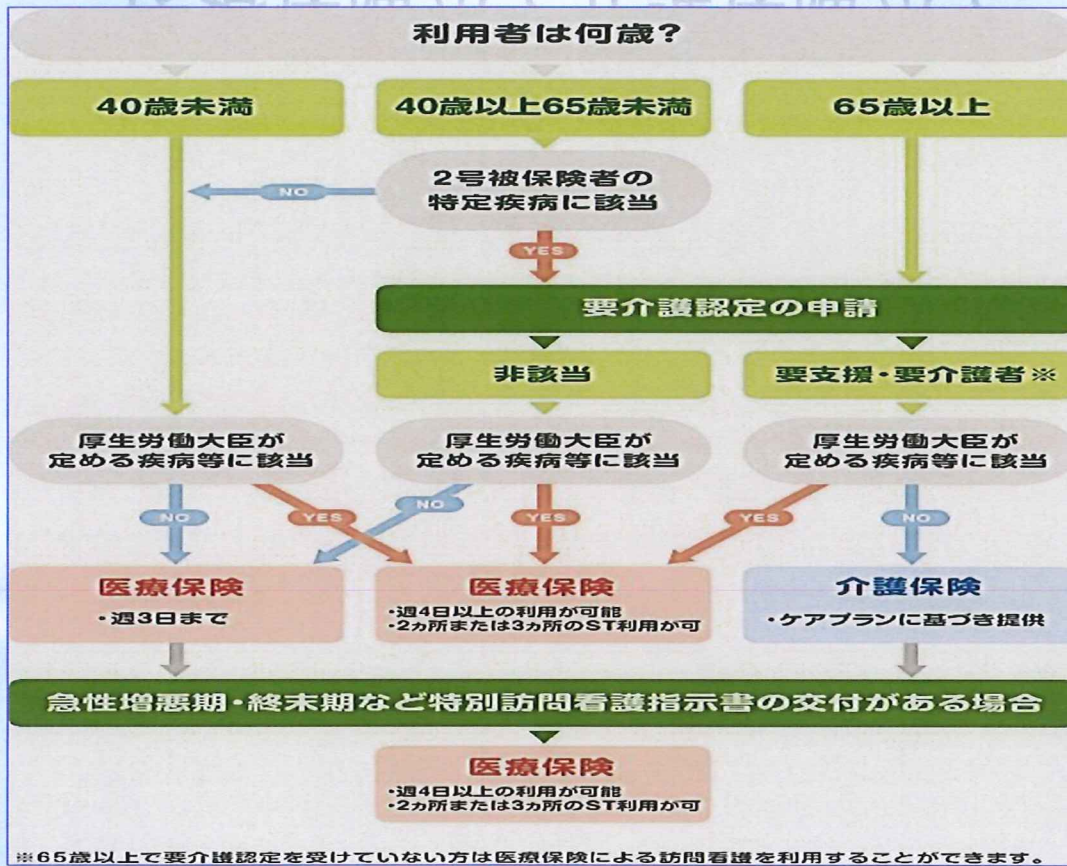 利用者は何歳?
40歳未満
40歳以上65歳未満
65歳以上
2号被保険者の
特定疾病に該当
NO
YES
要介護認定の申請
非該当
要支援・要介護者※
厚生労働大臣が
定める疾病等に該当
厚生労働大臣が
定める疾病等に該当
厚生労働大臣が
定める疾病等に該当
NO
YES
NO
YES
YES
NO
医療保険
・週3日まで
医療保険
・週4日以上の利用が可能
・2ヵ所または3ヵ所のST利用が可
介護保険
・ケアプランに基づき提供
急性増悪期・終末期など特別訪問看護指示書の交付がある場合
医療保険
・週4日以上の利用が可能
・2ヵ所または3ヵ所のST利用が可
※65歳以上で要介護認定を受けていない方は医療保険による訪問看護を利用することができます。